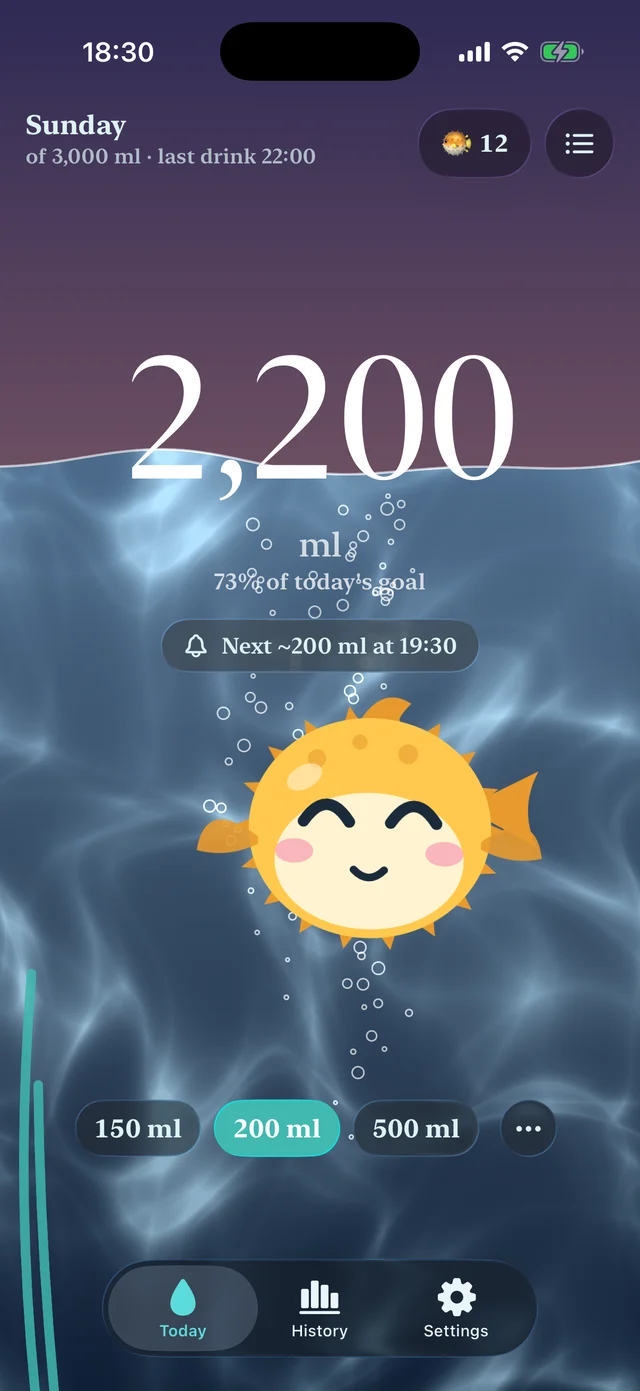 18:30
Sunday
of 3,000 ml · last drink 22:00
12
2,200
ml
73% of today's goal
Next ~200 ml at 19:30
150 ml
200 ml
500 ml
Today
History
Settings